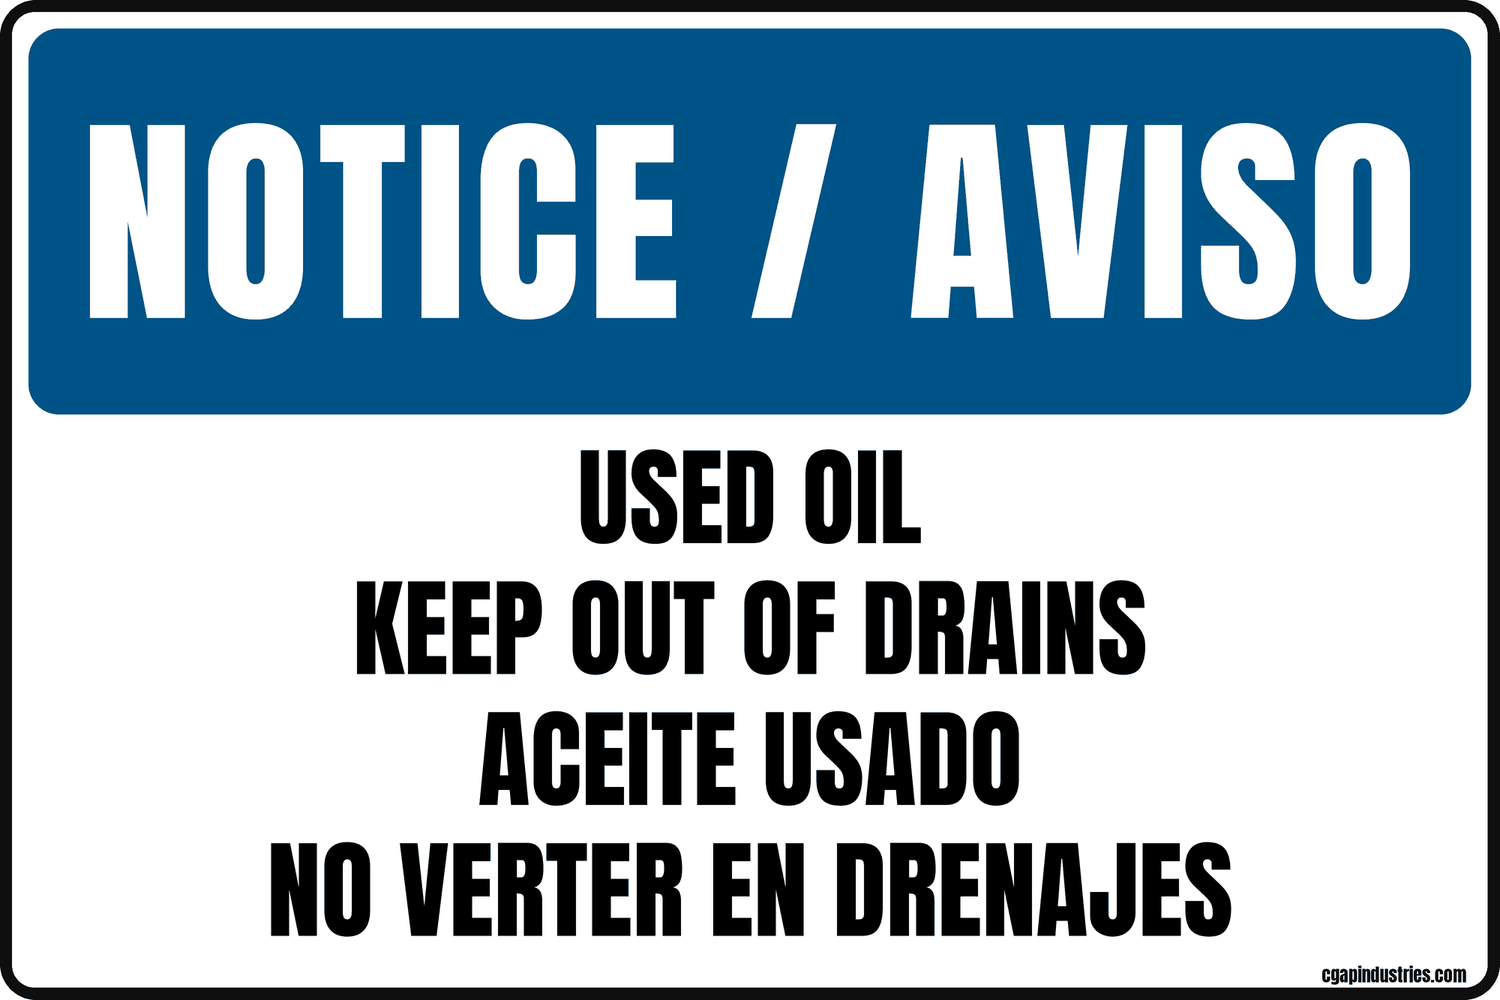 NOTICE / AVISO
USED OIL
KEEP OUT OF DRAINS
ACEITE USADO
NO VERTER EN DRENAJES
cgapindustries.com